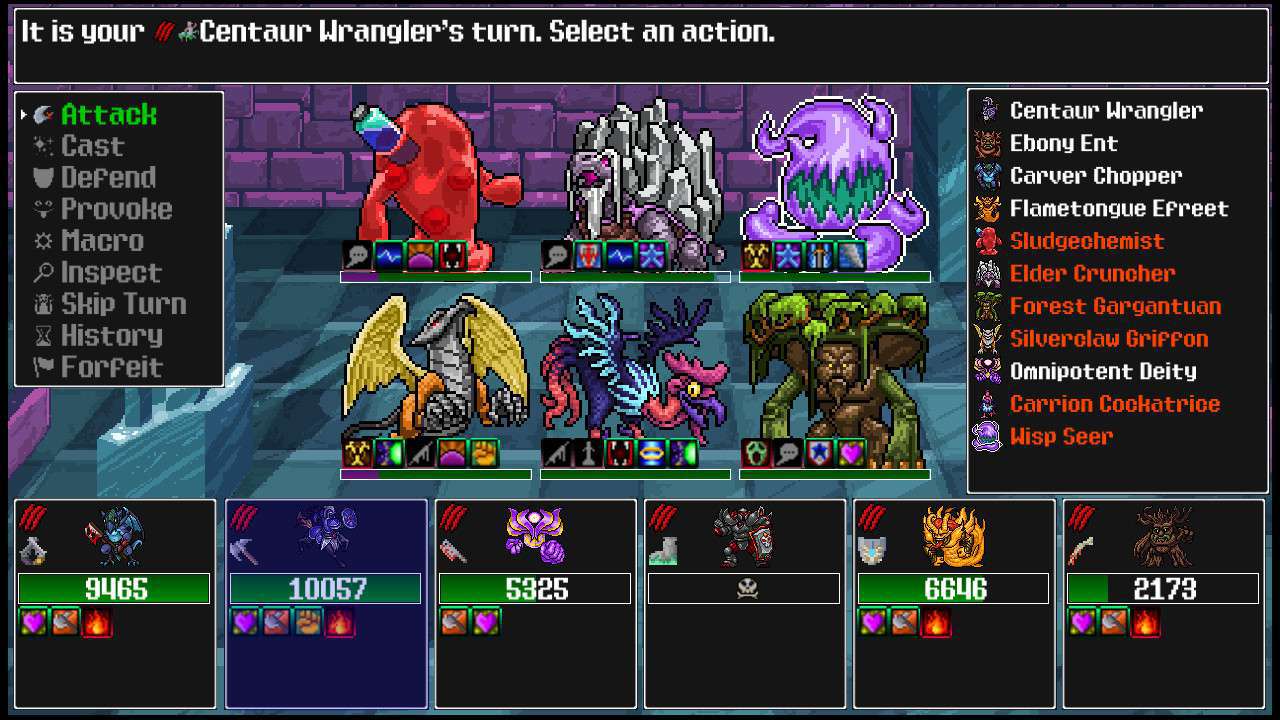 It is your Centaur Wrangler's turn. Select an action.
Attack
Cast
Defend
Provoke
Macro
Inspect
Skip Turn
History
Forfeit
Centaur Wrangler
Ebony Ent
Carver Chopper
Flametongue Efreet
Sludgechemist
Elder Cruncher
Forest Gargantuan
Silverclaw Griffon
Omnipotent Deity
Carrion Cockatrice
Wisp Seer
9465
10057
5325
6646
2173